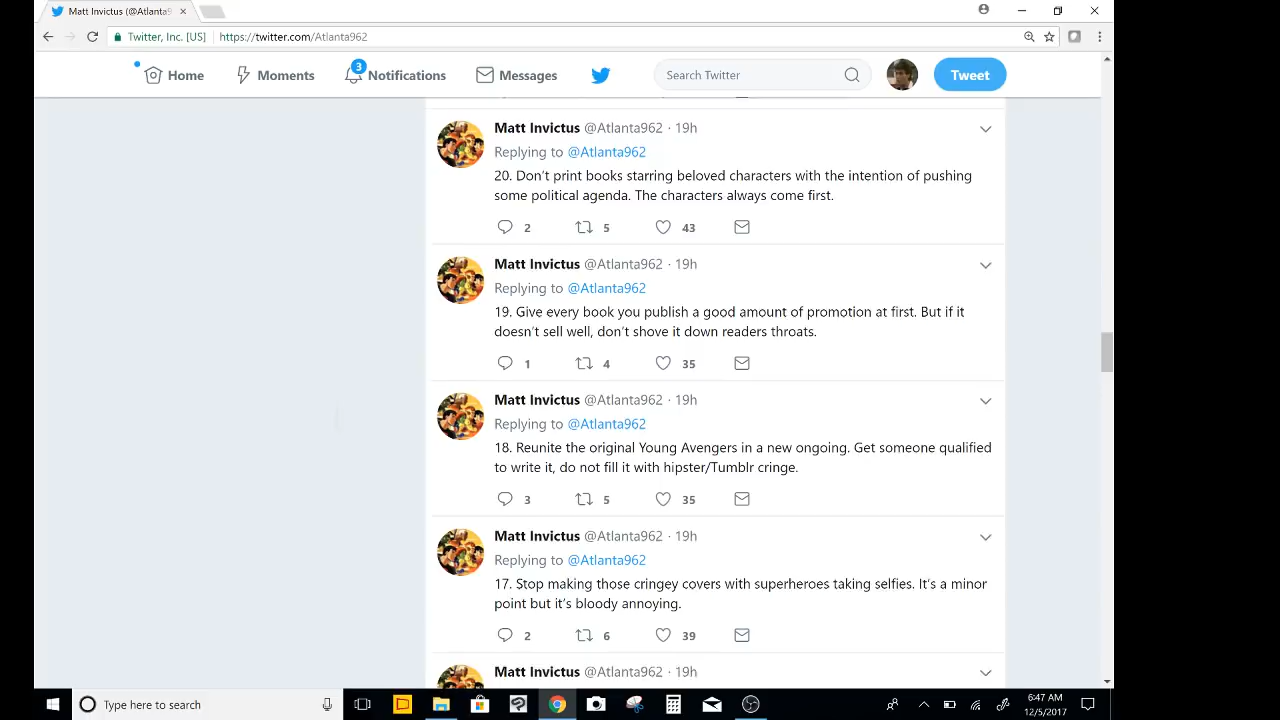 Matt Invictus (@Atlanta9
Twitter, Inc. [US]
https://twitter.com/Atlanta962
Home
Moments
3
Notifications
Messages
Search Twitter
Tweet
Matt Invictus @Atlanta962 · 19h
Replying to @Atlanta962
20. Don’t print books starring beloved characters with the intention of pushing
some political agenda. The characters always come first.
2 5 43
Matt Invictus @Atlanta962 · 19h
Replying to @Atlanta962
19. Give every book you publish a good amount of promotion at first. But if it
doesn’t sell well, don’t shove it down readers throats.
1 4 35
Matt Invictus @Atlanta962 · 19h
Replying to @Atlanta962
18. Reunite the original Young Avengers in a new ongoing. Get someone qualified
to write it, do not fill it with hipster/Tumblr cringe.
3 5 35
Matt Invictus @Atlanta962 · 19h
Replying to @Atlanta962
17. Stop making those cringey covers with superheroes taking selfies. It’s a minor
point but it’s bloody annoying.
2 6 39
Matt Invictus @Atlanta962 · 19h
Type here to search
6:47 AM
12/5/2017